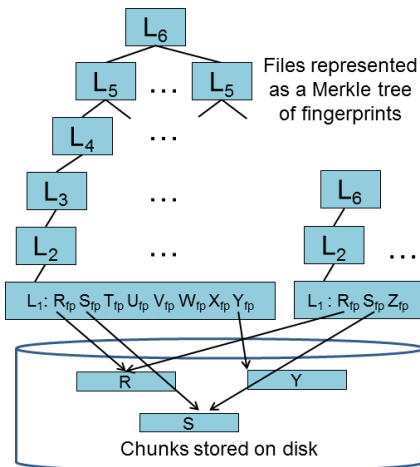 L6
L5 ... L5
Files represented
as a Merkle tree
of fingerprints
L4 ...
L3 ...
L6
L2 ...
L2 ...
L1: Rfp Sfp Tfp Ufp Vfp Wfp Xfp Yfp
L1 : Rfp Sfp Zfp
R
Y
S
Chunks stored on disk